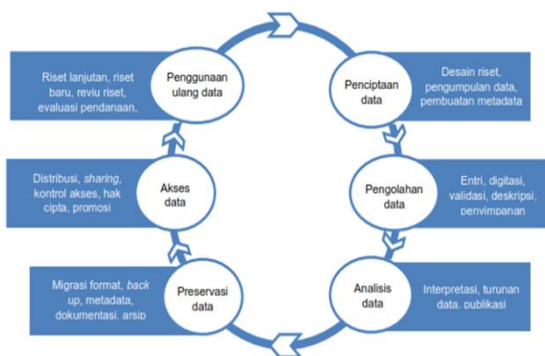 Penggunaan
ulang data
Riset lanjutan, riset
baru, reviu riset,
evaluasi pendanaan,
Penciptaan
data
Desain riset,
pengumpulan data,
pembuatan metadata
Pengolahan
data
Entri, digitasi,
validasi, deskripsi,
penyimpanan
Analisis
data
Interpretasi, turunan
data, publikasi
Preservasi
data
Migrasi format, back
up, metadata,
dokumentasi, arsip
Akses
data
Distribusi, sharing,
kontrol akses, hak
cipta, promosi